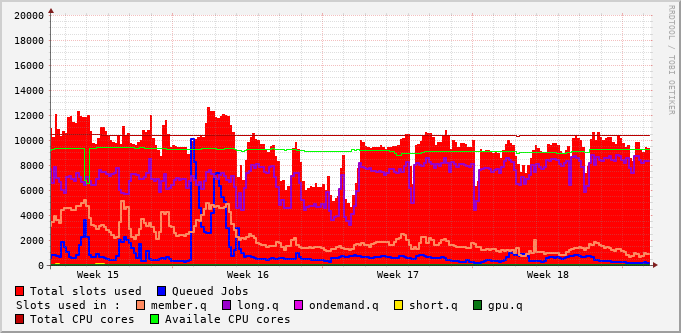 20000
18000
16000
14000
12000
10000
8000
6000
4000
2000
0
Week 15 Week 16 Week 17 Week 18
Total slots used Queued Jobs
Slots used in : member.q long.q ondemand.q short.q gpu.q
Total CPU cores Availale CPU cores
RRDTOOL / TOBI OETIKER